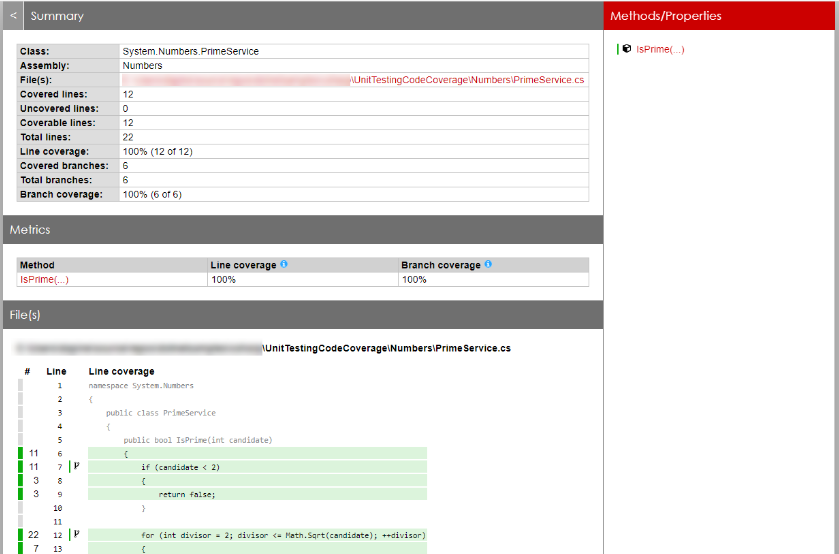 < Summary
Class: System.Numbers.PrimeService
Assembly: Numbers
File(s): \UnitTestingCodeCoverage\Numbers\PrimeService.cs
Covered lines: 12
Uncovered lines: 0
Coverable lines: 12
Total lines: 22
Line coverage: 100% (12 of 12)
Covered branches: 6
Total branches: 6
Branch coverage: 100% (6 of 6)
Metrics
Method Line coverage Branch coverage
IsPrime(...) 100% 100%
File(s)
\UnitTestingCodeCoverage\Numbers\PrimeService.cs
# Line Line coverage
1 namespace System.Numbers
2 {
3 public class PrimeService
4 {
5 public bool IsPrime(int candidate)
11 6 {
11 7 if (candidate < 2)
3 8 {
3 9 return false;
10 }
11
22 12 for (int divisor = 2; divisor <= Math.Sqrt(candidate); ++divisor)
7 13 {
Methods/Properties
IsPrime(...)